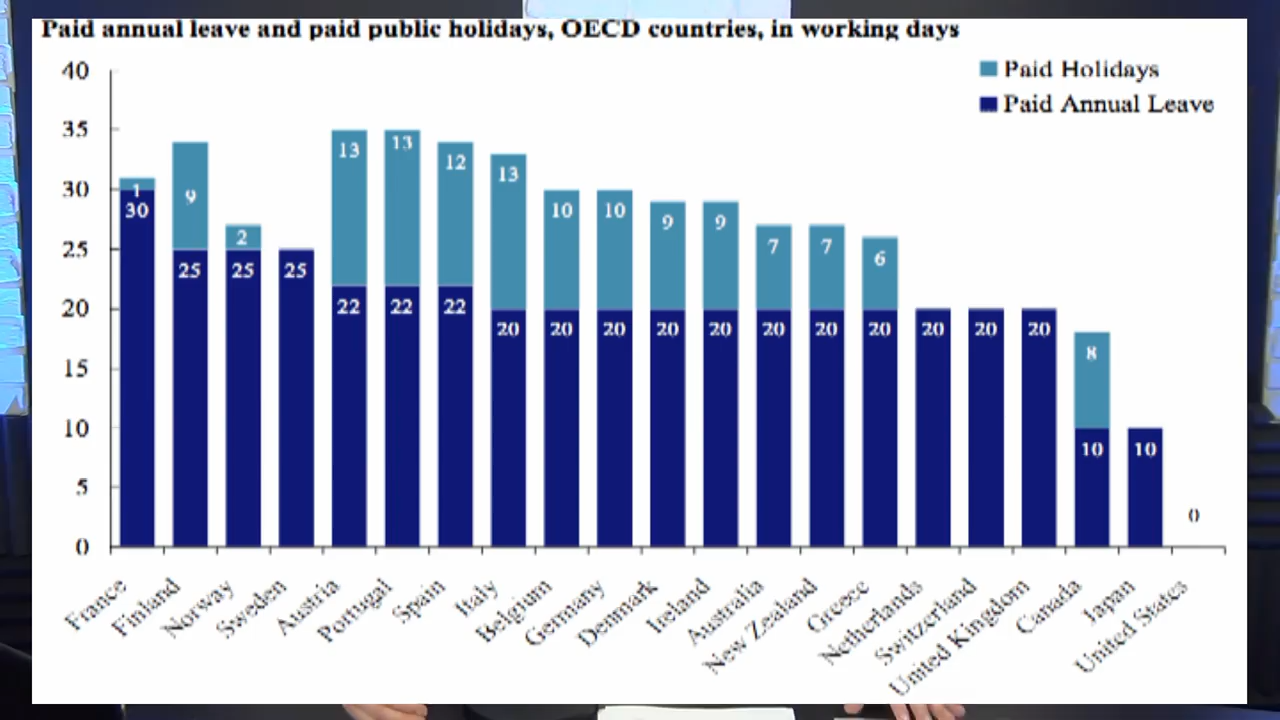 Paid annual leave and paid public holidays, OECD countries, in working days
Paid Holidays
Paid Annual Leave
40
35
30
25
20
15
10
5
0
1
30
9
25
2
25
25
13
22
13
22
12
22
13
20
10
20
10
20
9
20
9
20
7
20
7
20
6
20
20
20
20
8
10
10
0
France
Finland
Norway
Sweden
Austria
Portugal
Spain
Italy
Belgium
Germany
Denmark
Ireland
Australia
New Zealand
Greece
Netherlands
Switzerland
United Kingdom
Canada
Japan
United States